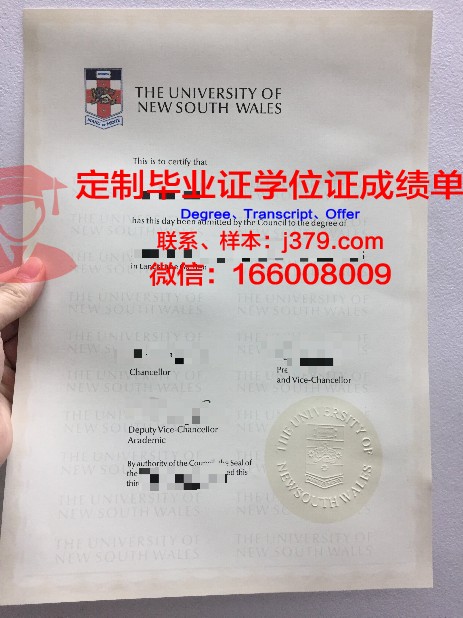 THE UNIVERSITY OF
NEW SOUTH WALES
This is to certify that
定制毕业证学位证成绩单
has this day been admitted by the Council to the degree of
Degree、Transcript、Offer
联系、样本：j379.com
in
微信：166008009
Chancellor
and Vice-Chancellor
Deputy Vice-Chancellor
Academic
By authority of the Council, the Seal of
the
this
THE UNIVERSITY OF
NEW SOUTH WALES